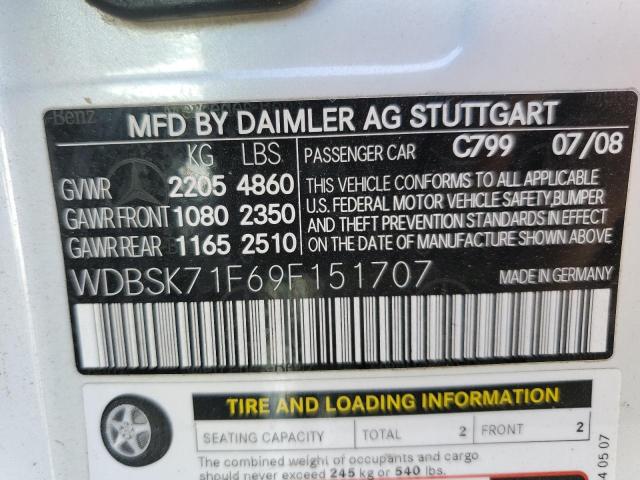 Benz
MFD BY DAIMLER AG STUTTGART
KG LBS PASSENGER CAR C799 07/08
GVWR 2205 4860 THIS VEHICLE CONFORMS TO ALL APPLICABLE
GAWR FRONT 1080 2350 U.S. FEDERAL MOTOR VEHICLE SAFETY, BUMPER
AND THEFT PREVENTION STANDARDS IN EFFECT
GAWR REAR 1165 2510 ON THE DATE OF MANUFACTURE SHOWN ABOVE
WDBSK71F69F151707 MADE IN GERMANY
TIRE AND LOADING INFORMATION
SEATING CAPACITY TOTAL 2 FRONT 2
The combined weight of occupants and cargo
should never exceed 245 kg or 540 lbs.
4 05 07